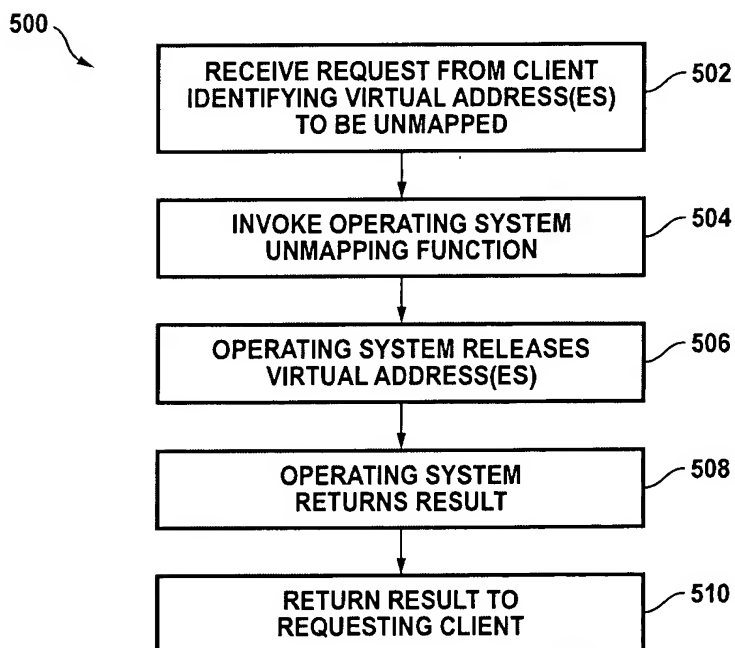 500
RECEIVE REQUEST FROM CLIENT
IDENTIFYING VIRTUAL ADDRESS(ES)
TO BE UNMAPPED
502
INVOKE OPERATING SYSTEM
UNMAPPING FUNCTION
504
OPERATING SYSTEM RELEASES
VIRTUAL ADDRESS(ES)
506
OPERATING SYSTEM
RETURNS RESULT
508
RETURN RESULT TO
REQUESTING CLIENT
510